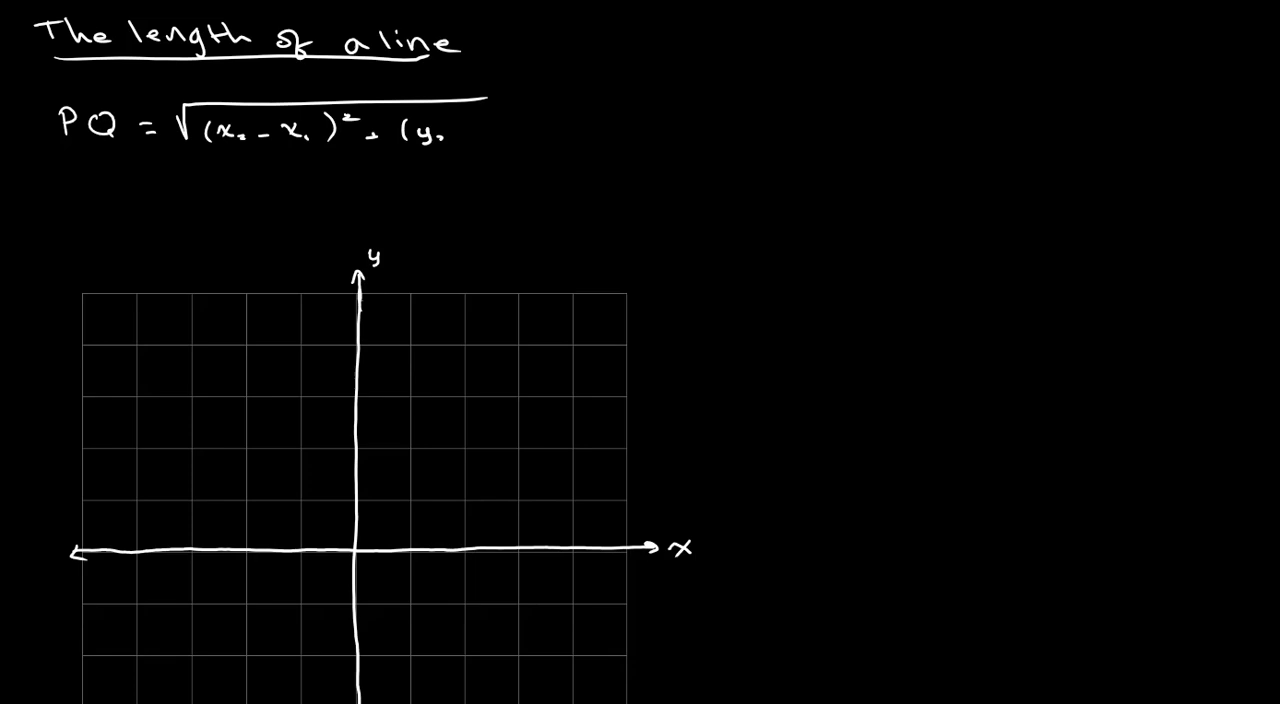 The length of a line
PQ = √(x₂ - x₁)² + (y₂
y
x